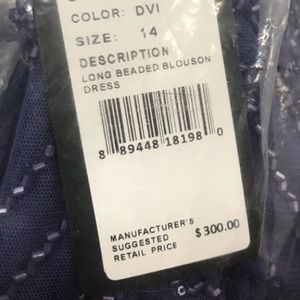 COLOR: DVI
SIZE: 14
DESCRIPTION
LONG BEADED BLOUSON
DRESS
8 89448 18198 0
MANUFACTURER'S
SUGGESTED
RETAIL PRICE
$300.00